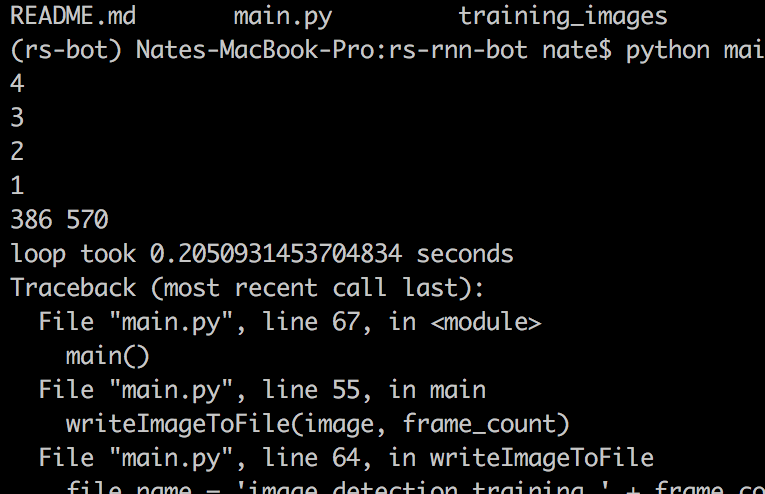 README.md main.py training_images
(rs-bot) Nates-MacBook-Pro:rs-rnn-bot nate$ python mai
4
3
2
1
386 570
loop took 0.2050931453704834 seconds
Traceback (most recent call last):
File "main.py", line 67, in <module>
main()
File "main.py", line 55, in main
writeImageToFile(image, frame_count)
File "main.py", line 64, in writeImageToFile
file_name = 'image_detection_training_' + frame_co